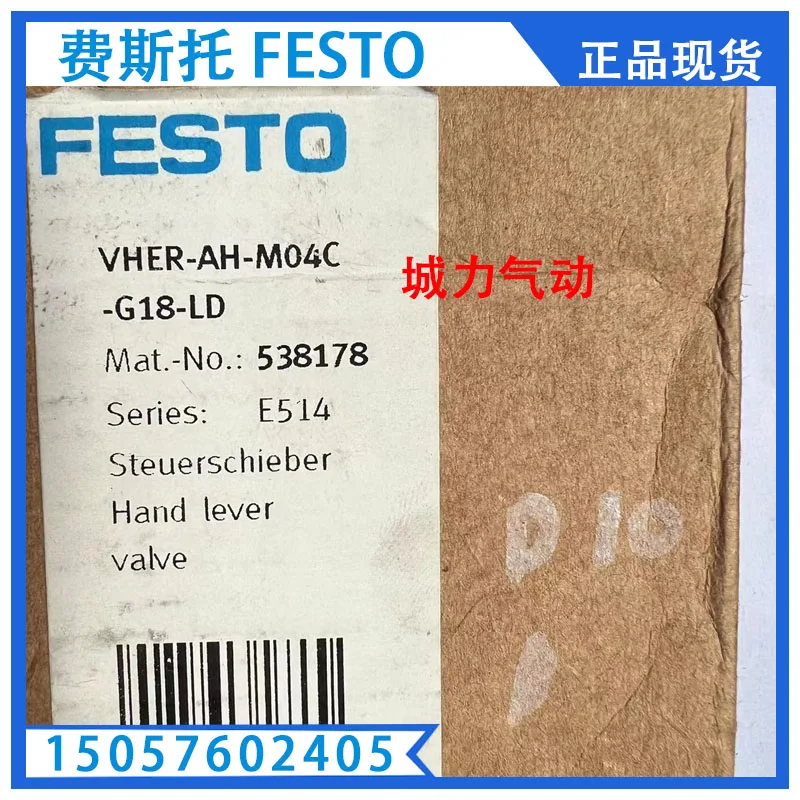 费斯托 FESTO
正品现货
FESTO
VHER-AH-M04C
-G18-LD
城力气动
Mat.-No.: 538178
Series: E514
Steuerschieber
Hand lever
valve
D 10
15057602405